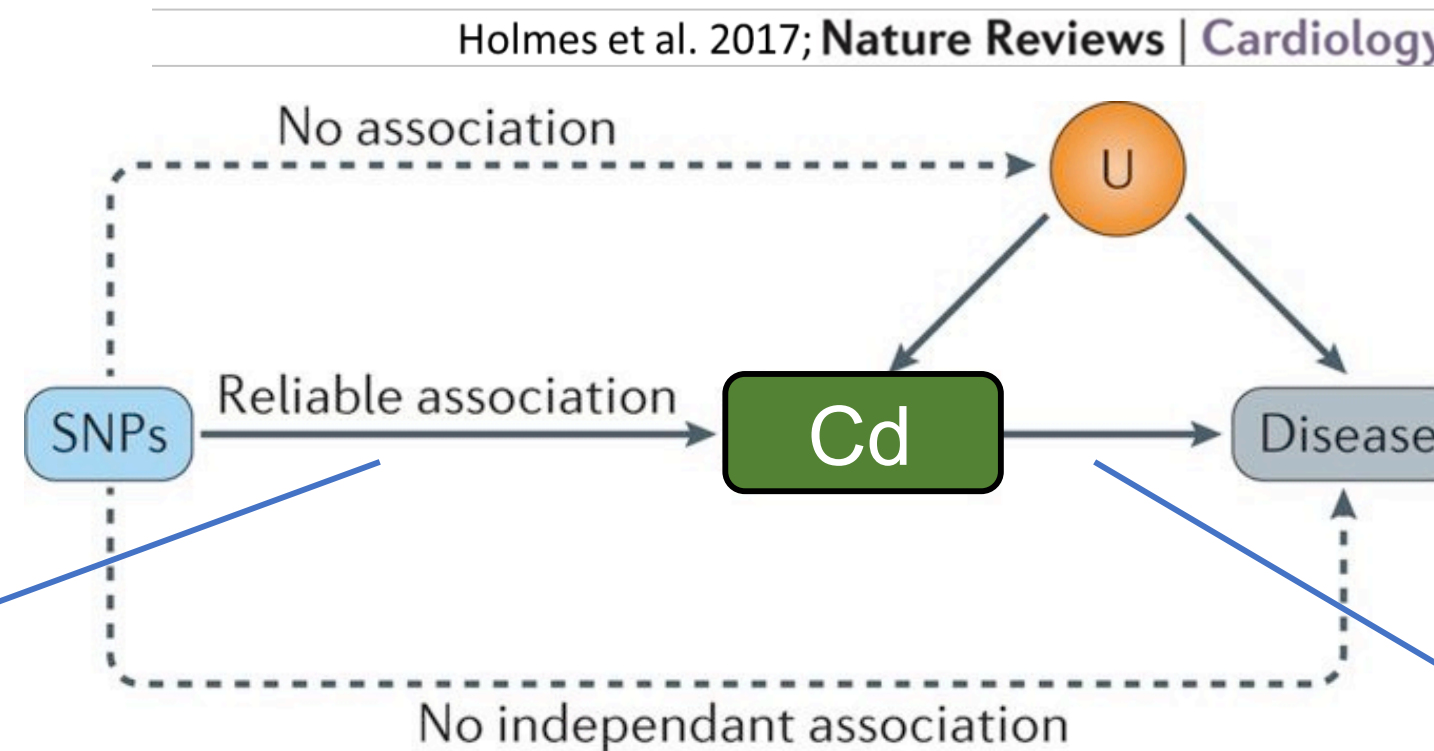 Holmes et al. 2017; Nature Reviews | Cardiology
No association
U
Reliable association
SNPs
Cd
Disease
No independant association